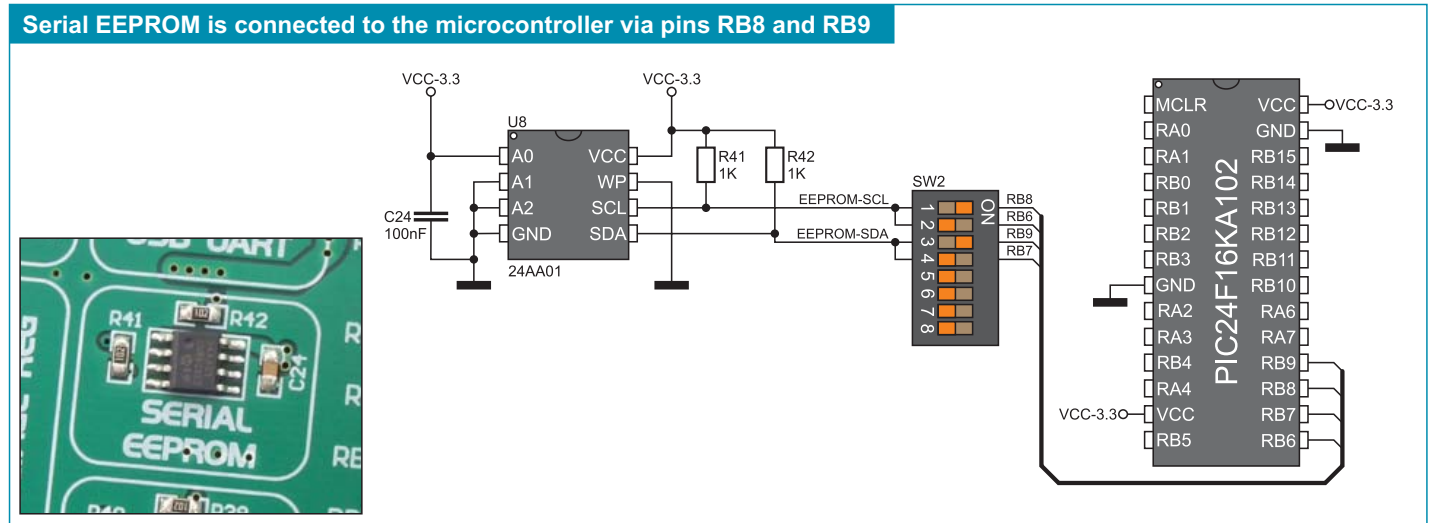 Serial EEPROM is connected to the microcontroller via pins RB8 and RB9
VCC-3.3
VCC-3.3
U8
A0
A1
A2
GND
VCC
WP
SCL
SDA
24AA01
C24
100nF
R41
1K
R42
1K
EEPROM-SCL
EEPROM-SDA
SW2
ON
1
2
3
4
5
6
7
8
RB8
RB6
RB9
RB7
MCLR
RA0
RA1
RB0
RB1
RB2
RB3
GND
RA2
RA3
RB4
RA4
VCC
RB5
PIC24F16KA102
VCC
GND
RB15
RB14
RB13
RB12
RB11
RB10
RA6
RA7
RB9
RB8
RB7
RB6
VCC-3.3
VCC-3.3
USB UART
R41
R42
C24
SERIAL
EEPROM